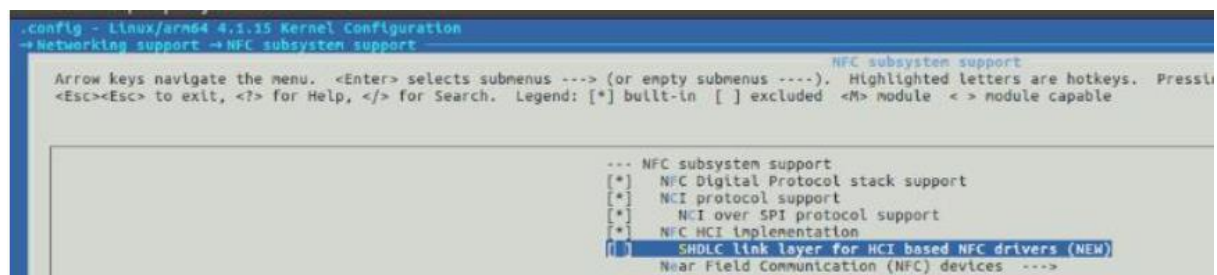 .config - Linux/arm64 4.1.15 Kernel Configuration
→ Networking support → NFC subsystem support
NFC subsystem support
Arrow keys navigate the menu. <Enter> selects submenus ---> (or empty submenus ----). Highlighted letters are hotkeys. Pressi
<Esc><Esc> to exit, <?> for Help, </> for Search. Legend: [*] built-in [ ] excluded <M> module < > module capable
--- NFC subsystem support
[*] NFC Digital Protocol stack support
[*] NCI protocol support
[*] NCI over SPI protocol support
[*] NFC HCI implementation
[ ] SHDLC link layer for HCI based NFC drivers (NEW)
Near Field Communication (NFC) devices --->